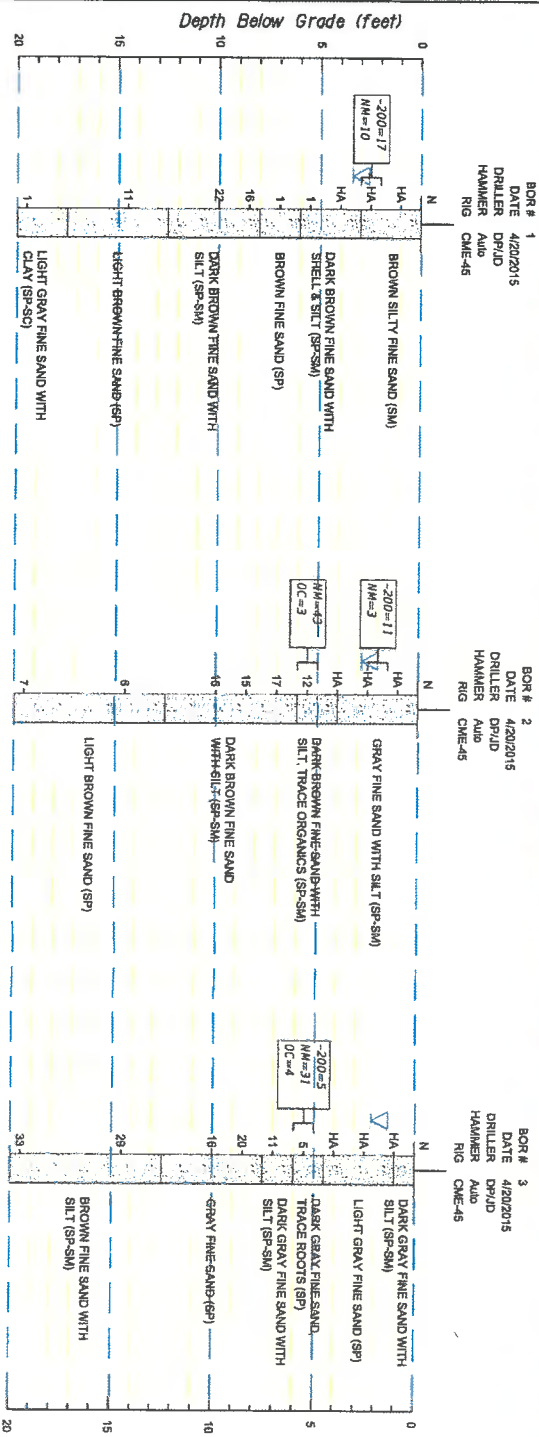 Depth Below Grade (feet)
0
5
10
15
20
BOR # 1
DATE 4/20/2015
DRILLER DP/JD
HAMMER Auto
RIG CME-45
N
HA
HA
HA
1
1
16
22
11
1
-200=17
NM=10
BROWN SILTY FINE SAND (SM)
DARK BROWN FINE SAND WITH
SHELL & SILT (SP-SM)
BROWN FINE SAND (SP)
DARK BROWN FINE SAND WITH
SILT (SP-SM)
LIGHT BROWN FINE SAND (SP)
LIGHT GRAY FINE SAND WITH
CLAY (SP-SC)
BOR # 2
DATE 4/20/2015
DRILLER DP/JD
HAMMER Auto
RIG CME-45
N
HA
HA
HA
12
17
15
16
6
7
-200=11
NM=3
NM=43
OC=3
GRAY FINE SAND WITH SILT (SP-SM)
DARK BROWN FINE SAND WITH
SILT, TRACE ORGANICS (SP-SM)
DARK BROWN FINE SAND
WITH SILT (SP-SM)
LIGHT BROWN FINE SAND (SP)
BOR # 3
DATE 4/20/2015
DRILLER DP/JD
HAMMER Auto
RIG CME-45
N
HA
HA
HA
5
11
20
33
-200=5
NM=31
OC=4
DARK GRAY FINE SAND WITH
SILT (SP-SM)
LIGHT GRAY FINE SAND (SP)
DARK GRAY FINE SAND,
TRACE ROOTS (SP)
DARK GRAY FINE SAND WITH
SILT (SP-SM)
GRAY FINE SAND (SP)
BROWN FINE SAND WITH
SILT (SP-SM)
0
5
10
15
20